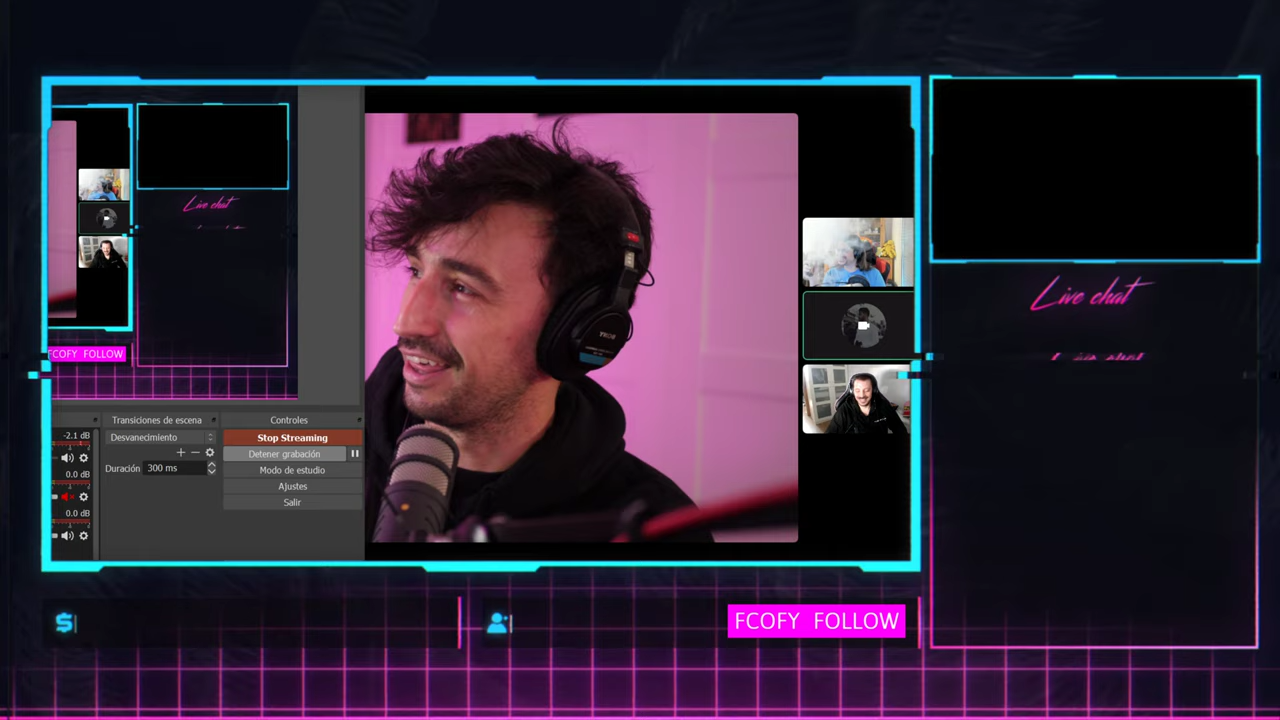 Live chat
FCOFY FOLLOW
-2.1 dB
0.0 dB
0.0 dB
Transiciones de escena
Desvanecimiento
Duración 300 ms
Controles
Stop Streaming
Detener grabación
Modo de estudio
Ajustes
Salir
Live chat
FCOFY FOLLOW